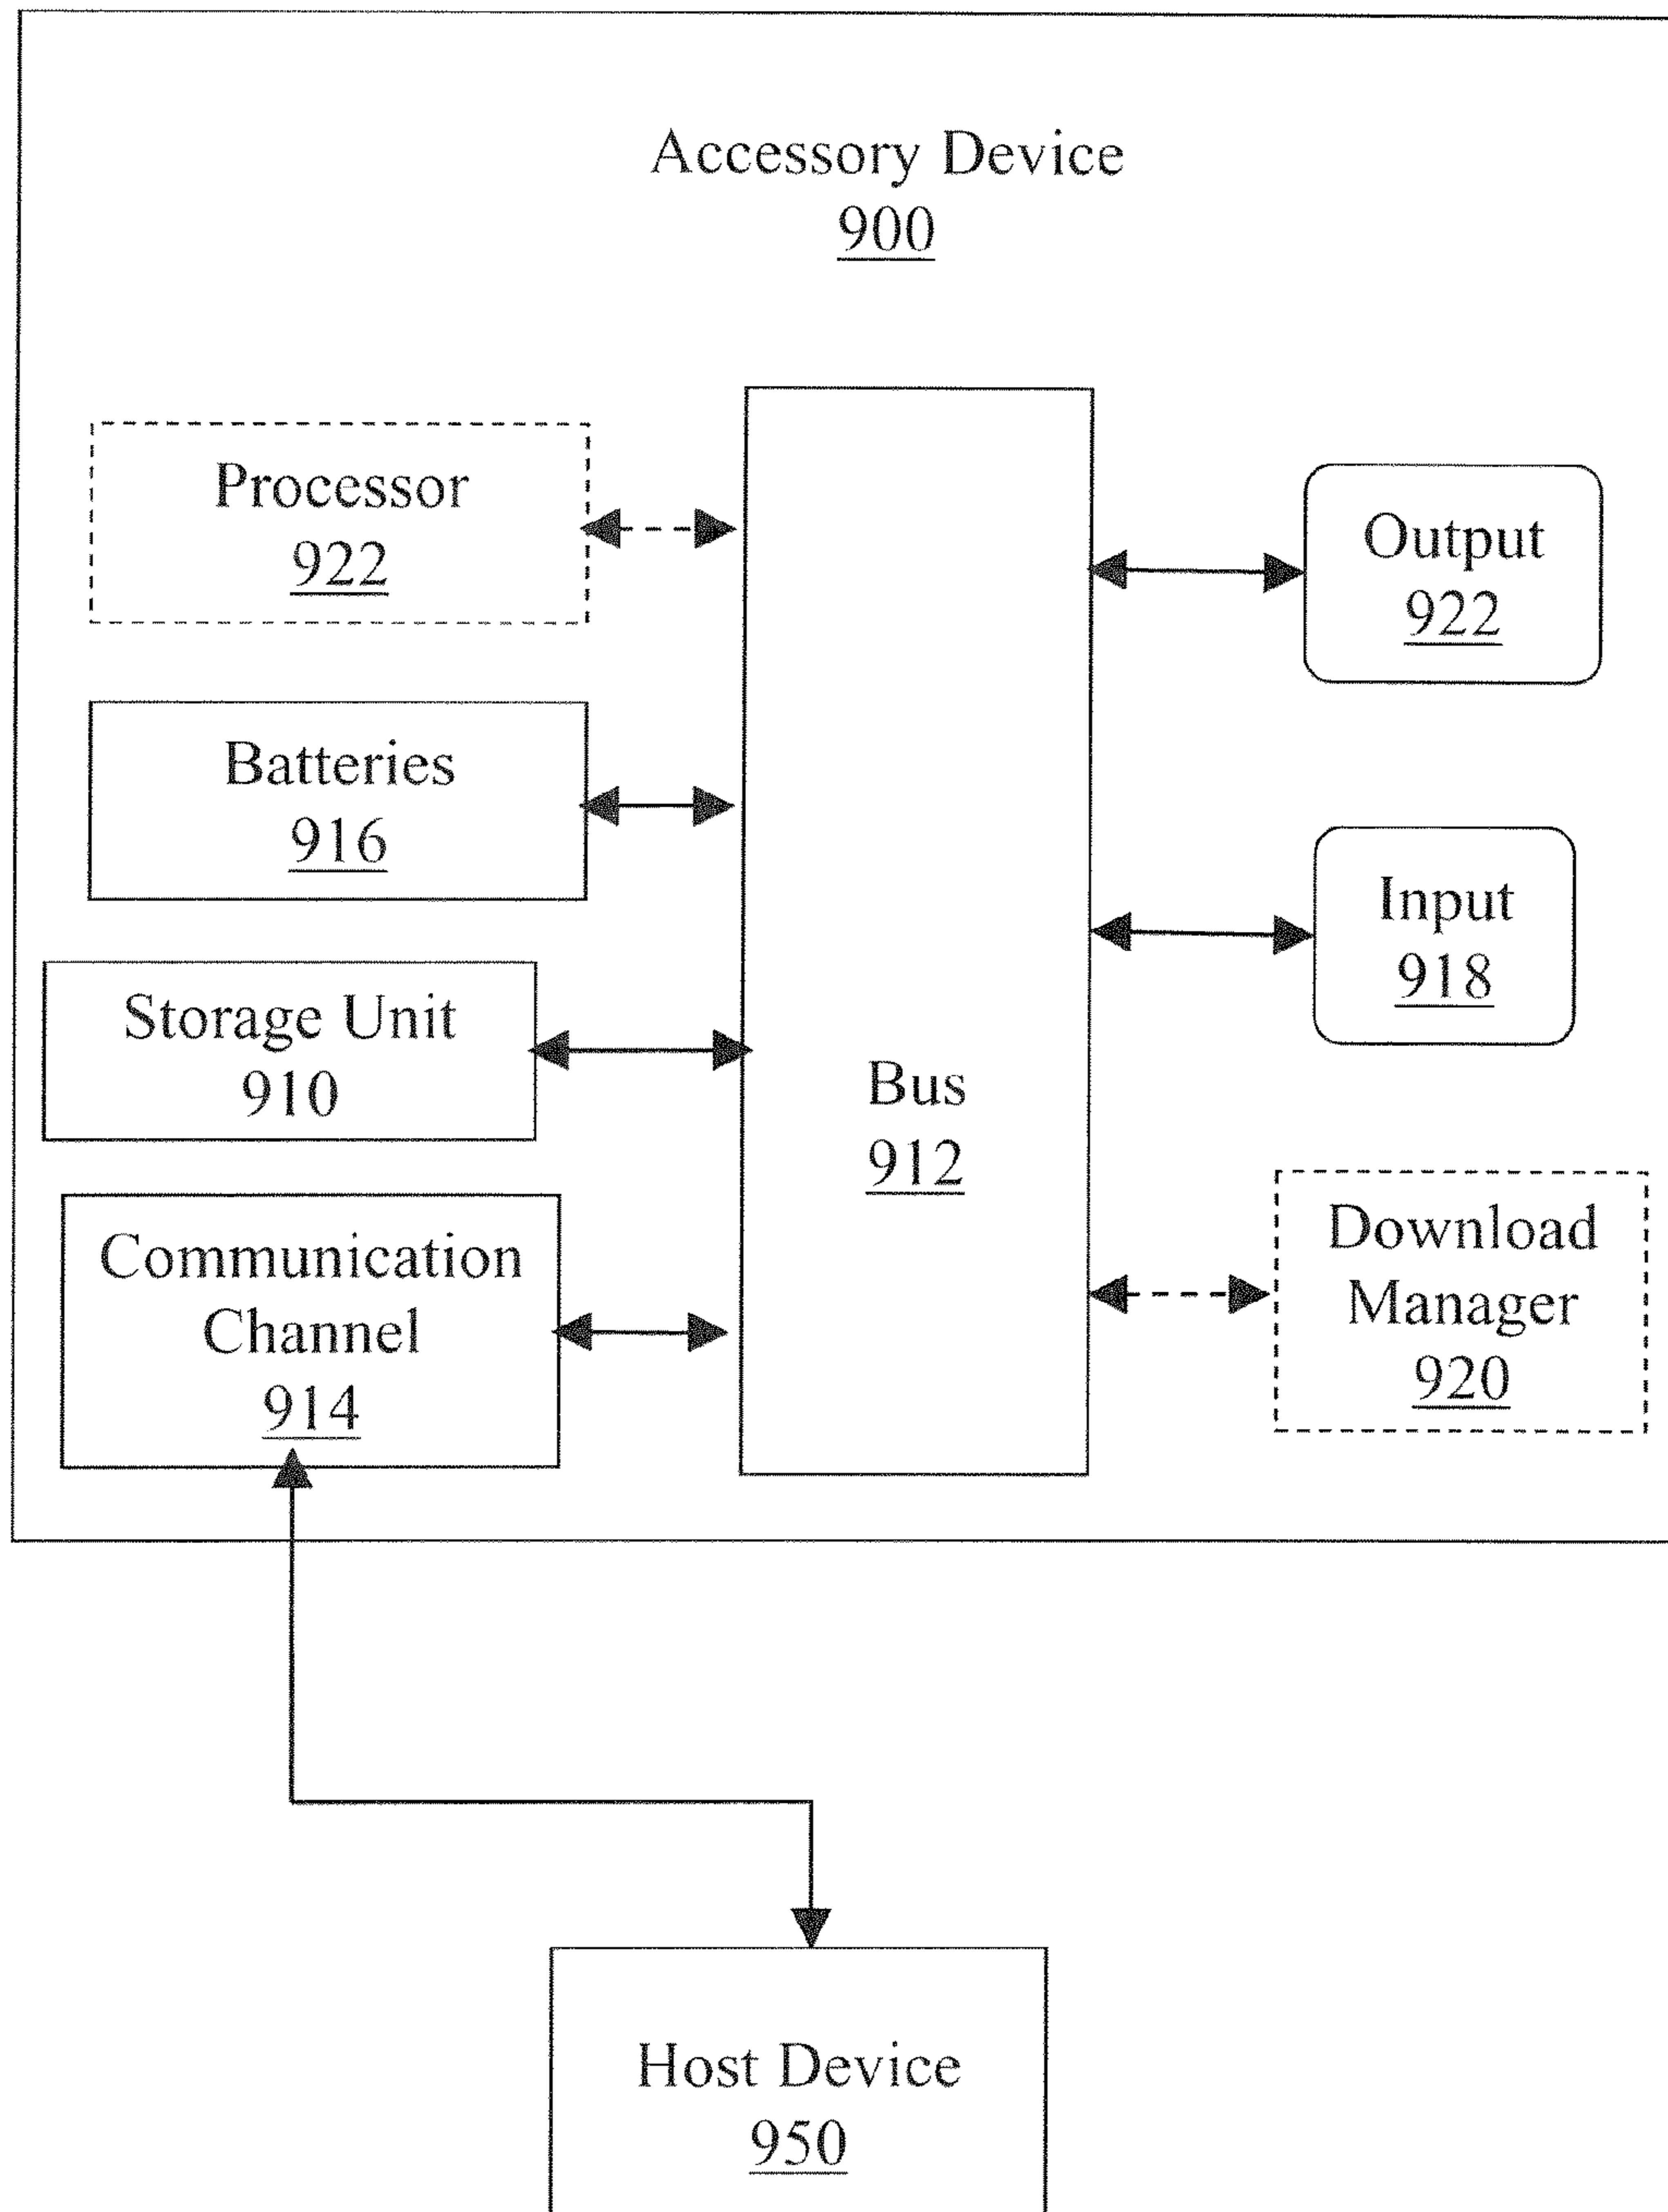 Accessory Device
900
Processor
922
Output
922
Batteries
916
Input
918
Storage Unit
910
Bus
912
Communication
Channel
914
Download
Manager
920
Host Device
950